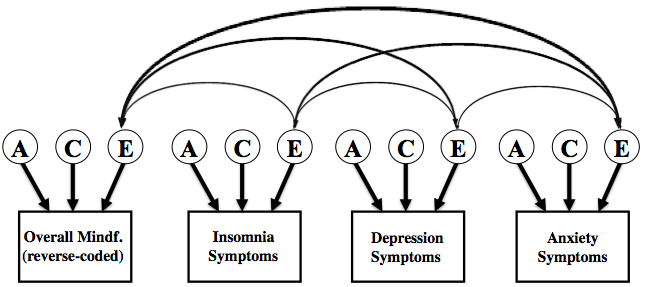 A C E A C E A C E A C E
Overall Mindf.
(reverse-coded)
Insomnia
Symptoms
Depression
Symptoms
Anxiety
Symptoms